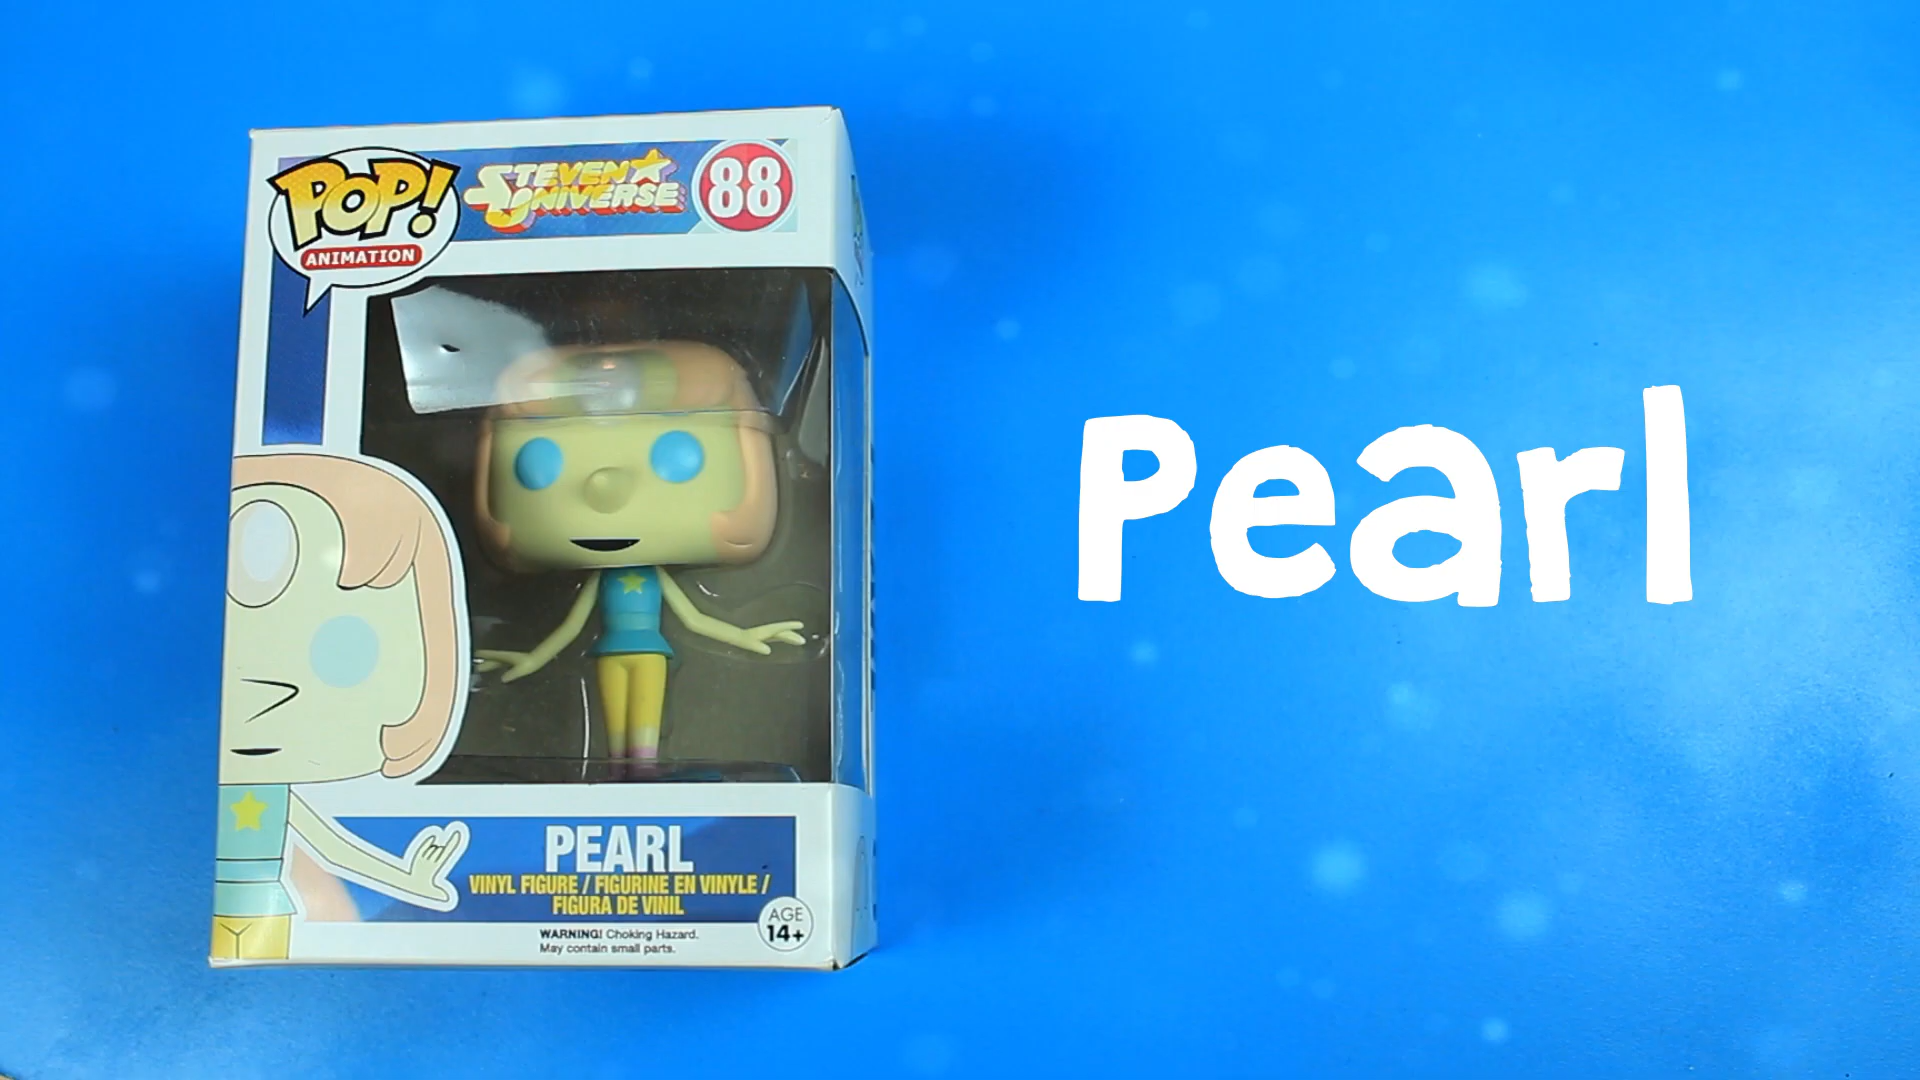 POP!
ANIMATION
STEVEN
UNIVERSE
88
Pearl
PEARL
VINYL FIGURE / FIGURINE EN VINYLE /
FIGURA DE VINIL
WARNING! Choking Hazard.
May contain small parts.
AGE
14+